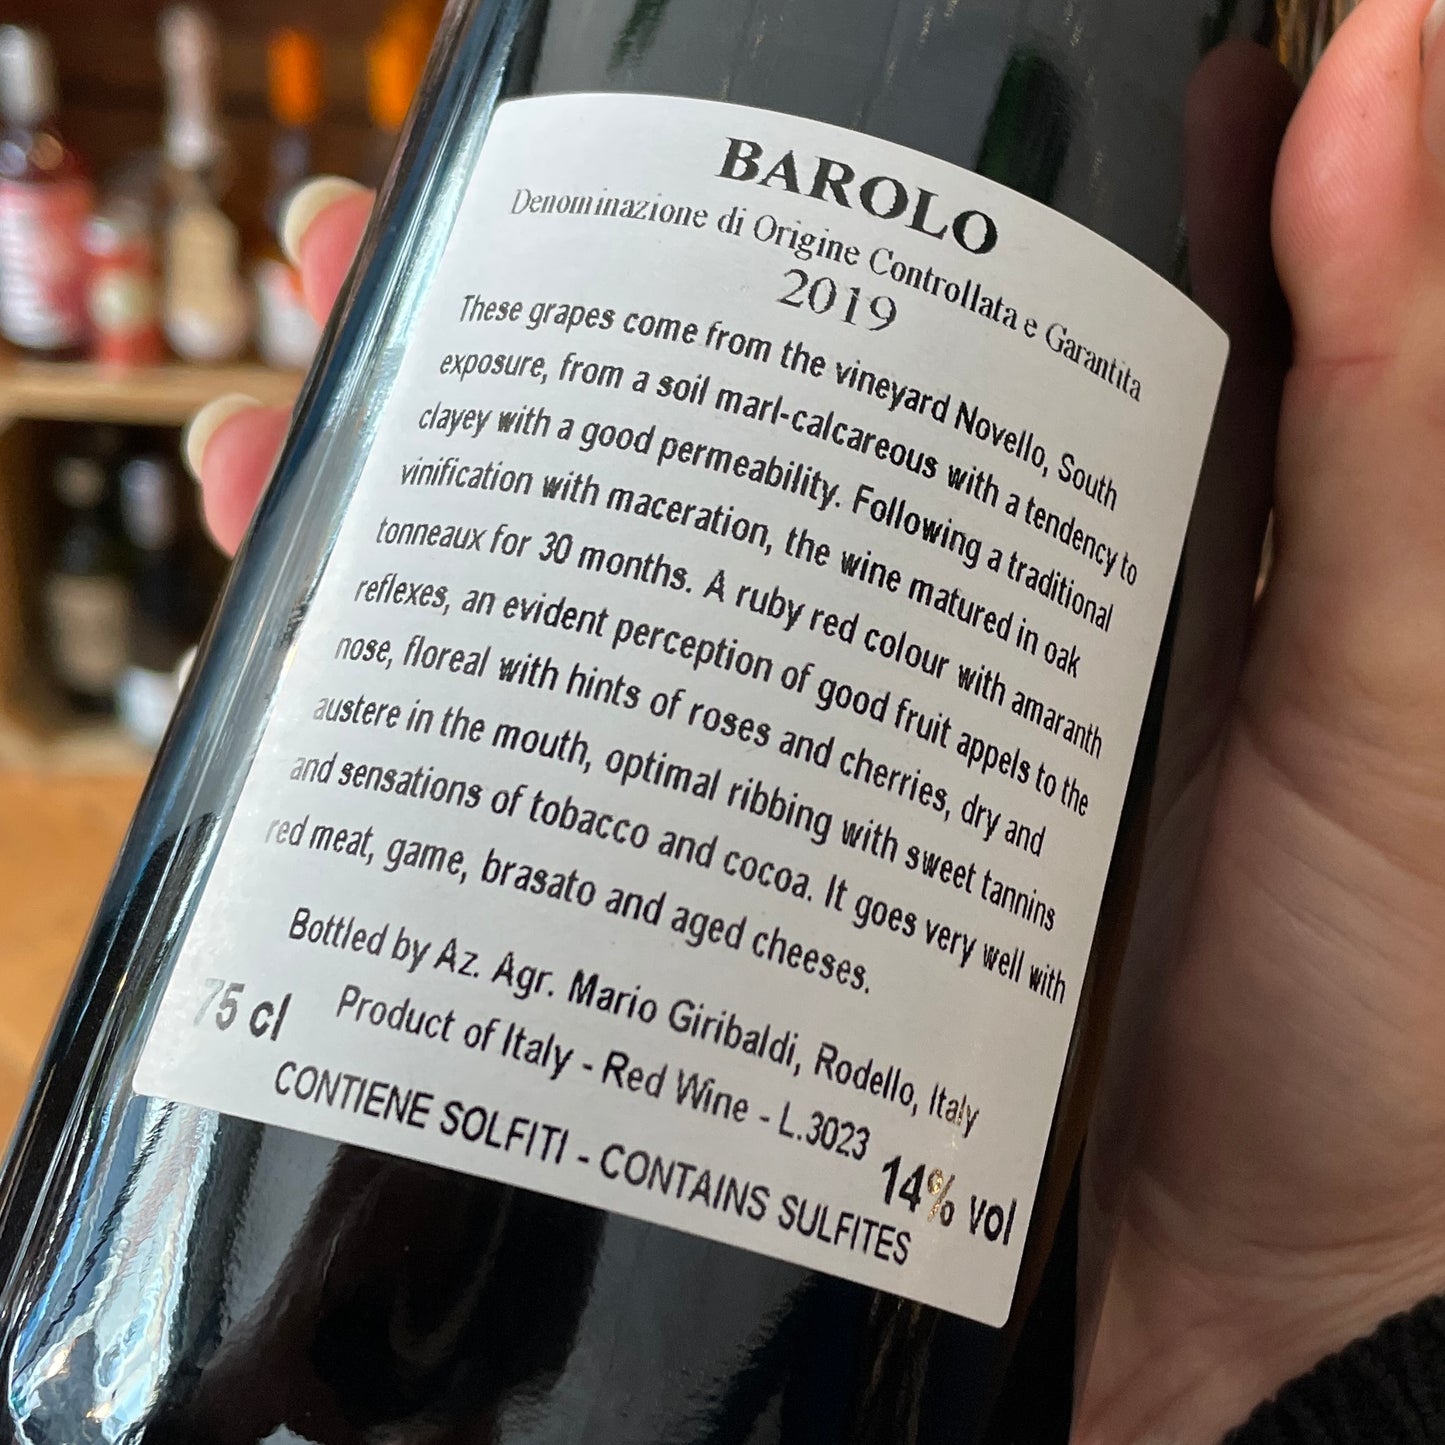 BAROLO
Denominazione di Origine Controllata e Garantita
2019
These grapes come from the vineyard Novello, South
exposure, from a soil marl-calcareous with a tendency to
clayey with a good permeability. Following a traditional
vinification with maceration, the wine matured in oak
tonneaux for 30 months. A ruby red colour with amaranth
reflexes, an evident perception of good fruit appels to the
nose, floreal with hints of roses and cherries, dry and
austere in the mouth, optimal ribbing with sweet tannins
and sensations of tobacco and cocoa. It goes very well with
red meat, game, brasato and aged cheeses.
Bottled by Az. Agr. Mario Giribaldi, Rodello, Italy
75 cl Product of Italy - Red Wine - L.3023 14% vol
CONTIENE SOLFITI - CONTAINS SULFITES